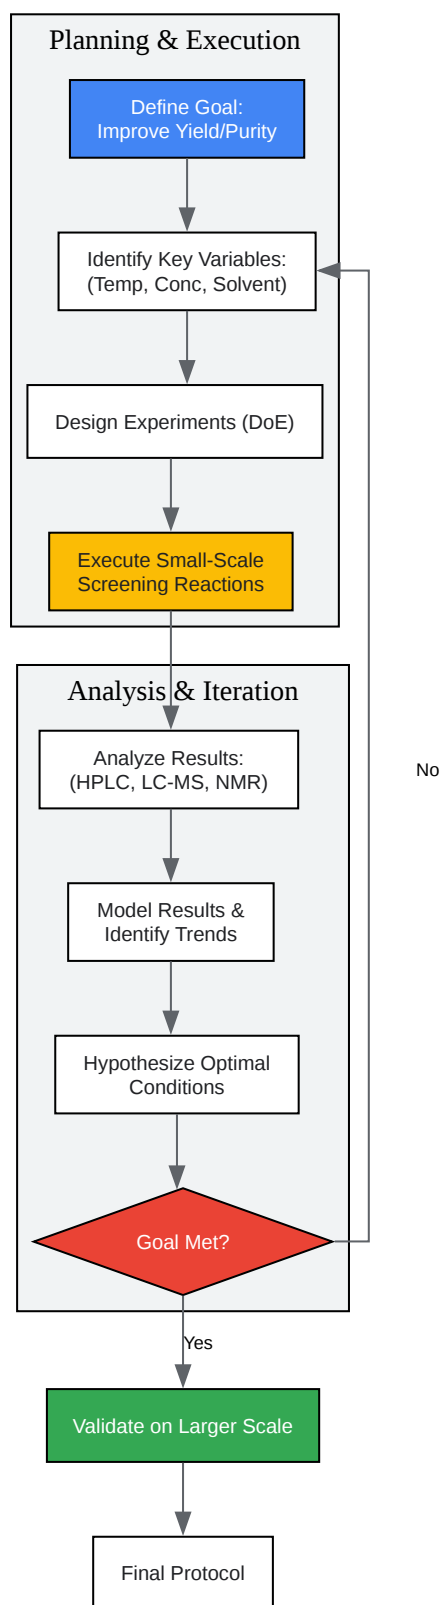 Planning & Execution
Define Goal:
Improve Yield/Purity
Identify Key Variables:
(Temp, Conc, Solvent)
Design Experiments (DoE)
Execute Small-Scale
Screening Reactions
Analysis & Iteration
Analyze Results:
(HPLC, LC-MS, NMR)
No
Model Results &
Identify Trends
Hypothesize Optimal
Conditions
Goal Met?
Yes
Validate on Larger Scale
Final Protocol